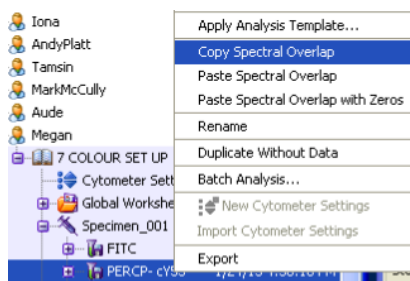 Iona
AndyPlatt
Tamsin
MarkMcCully
Aude
Megan
7 COLOUR SET UP
Cytometer Sett
Global Workshe
Specimen_001
FITC
PERCP- cY55
Apply Analysis Template...
Copy Spectral Overlap
Paste Spectral Overlap
Paste Spectral Overlap with Zeros
Rename
Duplicate Without Data
Batch Analysis...
New Cytometer Settings
Import Cytometer Settings
Export